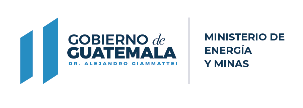 GOBIERNO de
GUATEMALA
DR. ALEJANDRO GIAMMATTEI
MINISTERIO DE
ENERGÍA
Y MINAS